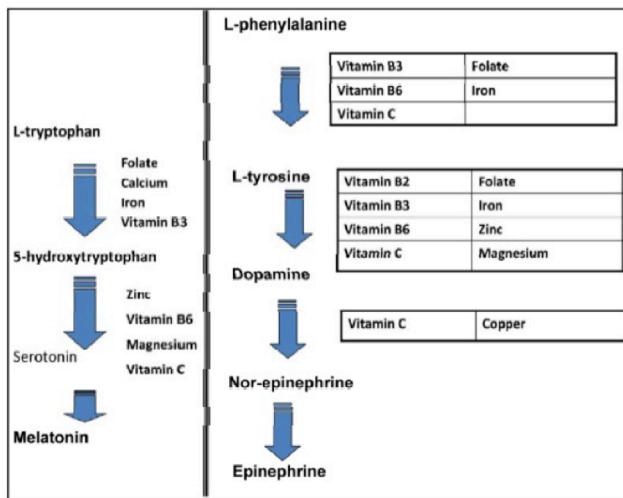 L-tryptophan
Folate
Calcium
Iron
Vitamin B3
5-hydroxytryptophan
Zinc
Vitamin B6
Serotonin
Magnesium
Vitamin C
Melatonin
L-phenylalanine
Vitamin B3 Folate
Vitamin B6 Iron
Vitamin C
L-tyrosine
Vitamin B2 Folate
Vitamin B3 Iron
Vitamin B6 Zinc
Vitamin C Magnesium
Dopamine
Vitamin C Copper
Nor-epinephrine
Epinephrine